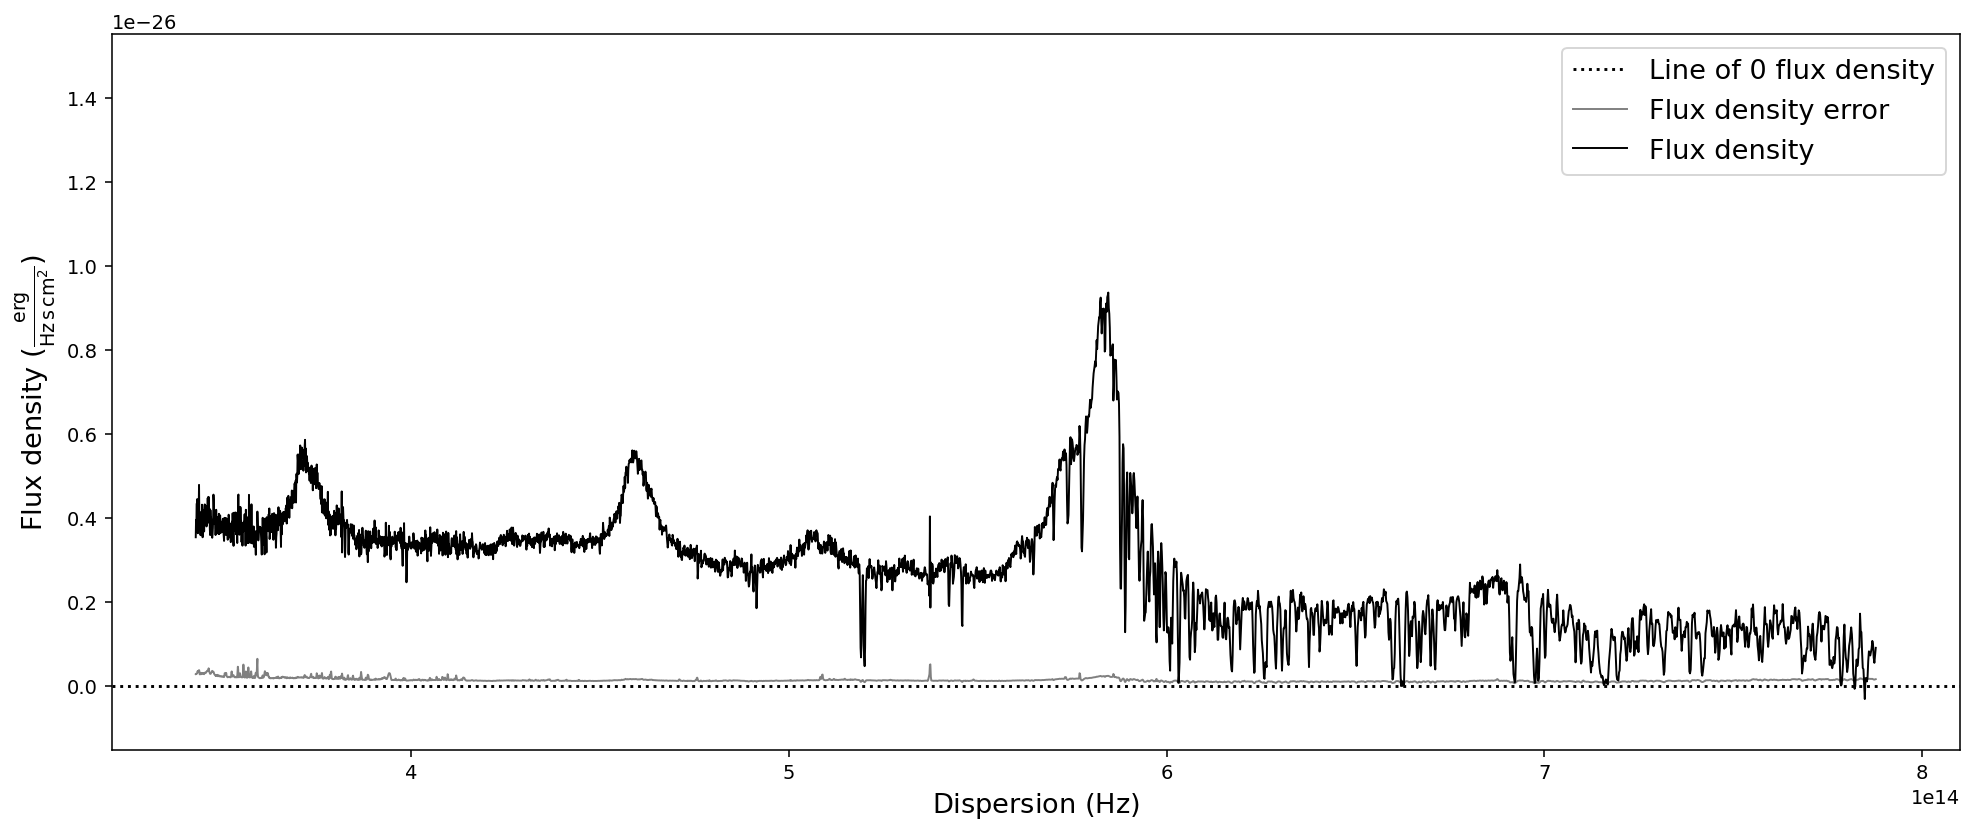 1e−26
Line of 0 flux density
Flux density error
Flux density
1.4
1.2
1.0
0.8
0.6
0.4
0.2
0.0
Flux density (erg / Hz s cm²)
4
5
6
7
8
1e14
Dispersion (Hz)